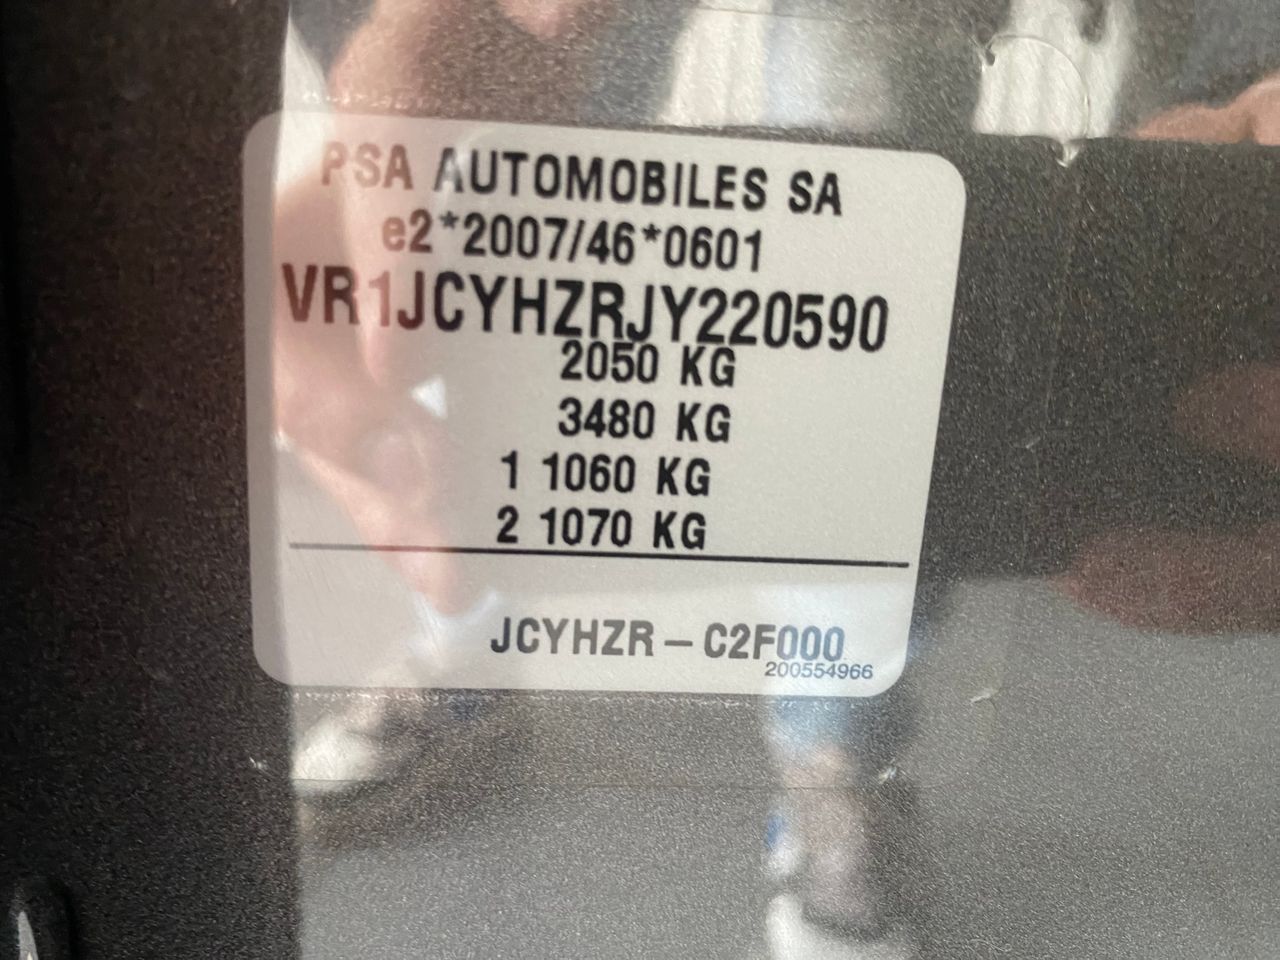 PSA AUTOMOBILES SA
e2*2007/46*0601
VR1JCYHZRJY220590
2050 KG
3480 KG
1 1060 KG
2 1070 KG
JCYHZR – C2F000
200554966